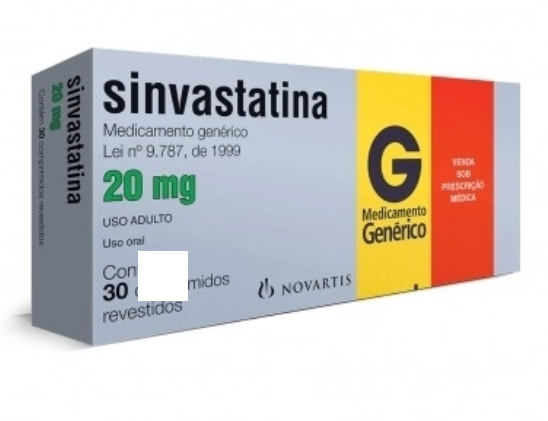 sinvastatina
20 mg
Contém 30 comprimidos revestidos
sinvastatina
Medicamento genérico
Lei nº 9.787, de 1999
20 mg
USO ADULTO
Uso oral
30
revestidos
NOVARTIS
G
Medicamento
Genérico
VENDA
SOB
PRESCRIÇÃO
MÉDICA